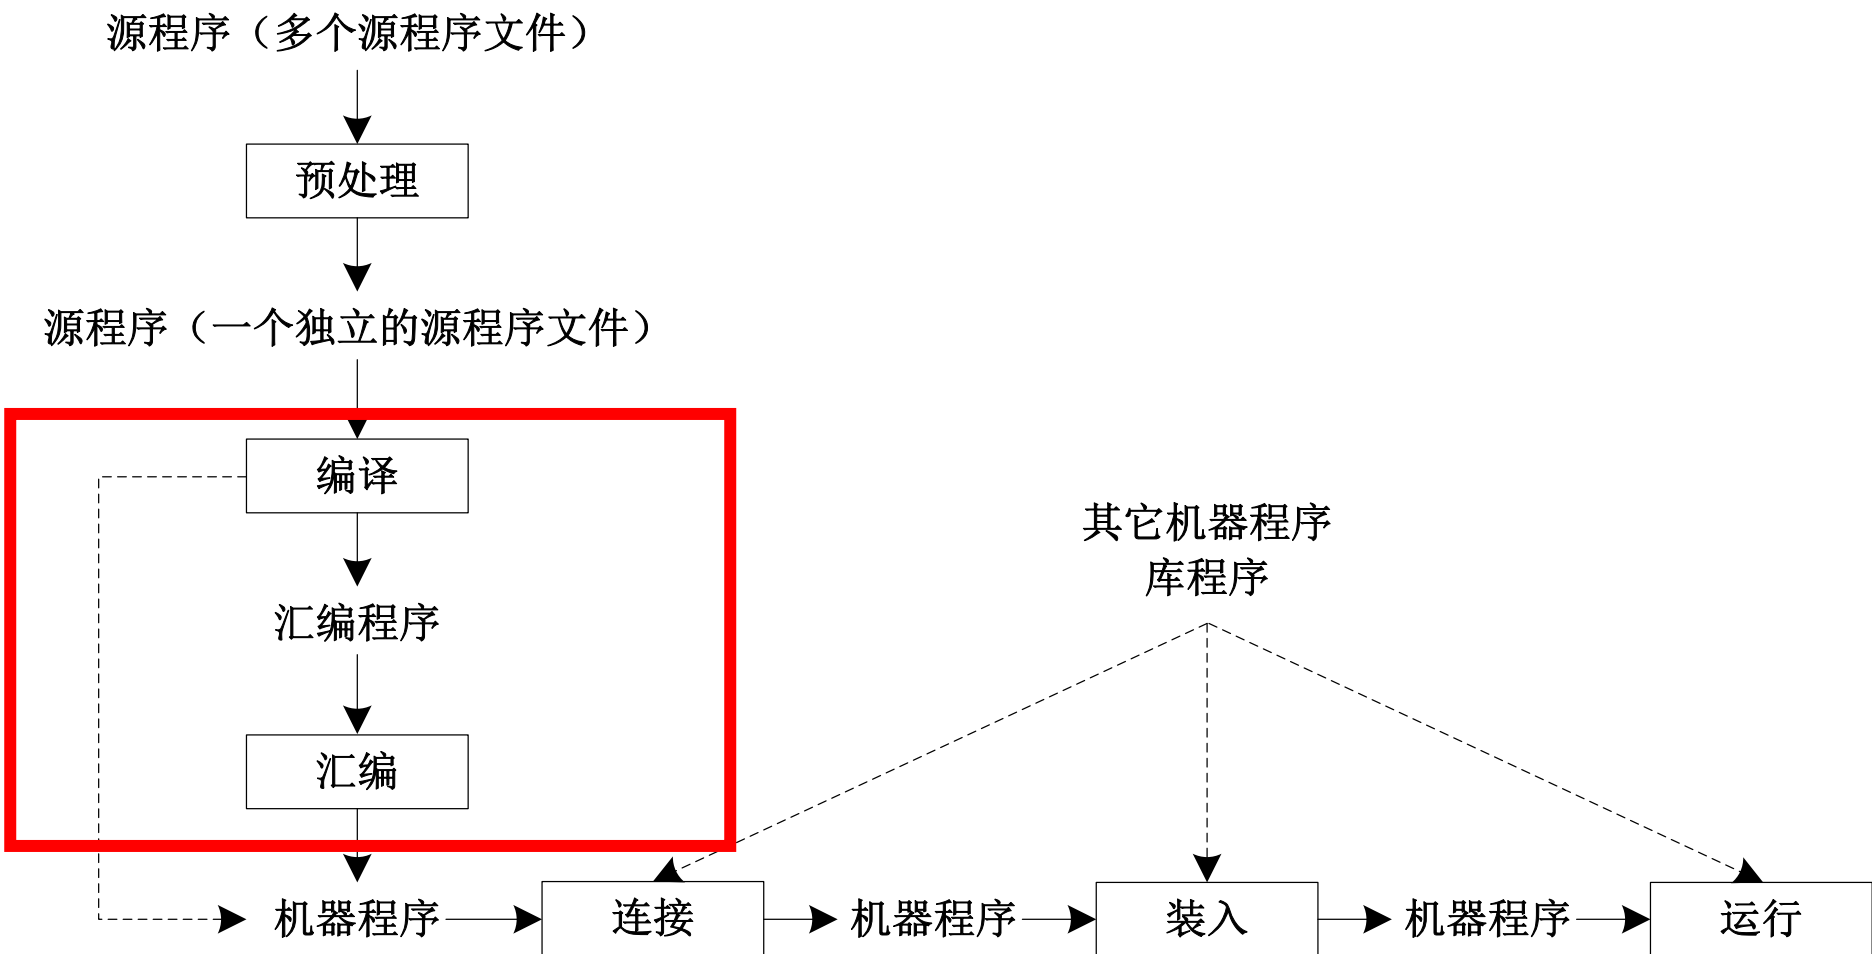 源程序（多个源程序文件）
预处理
源程序（一个独立的源程序文件）
编译
汇编程序
汇编
其它机器程序
库程序
机器程序
连接
机器程序
装入
机器程序
运行